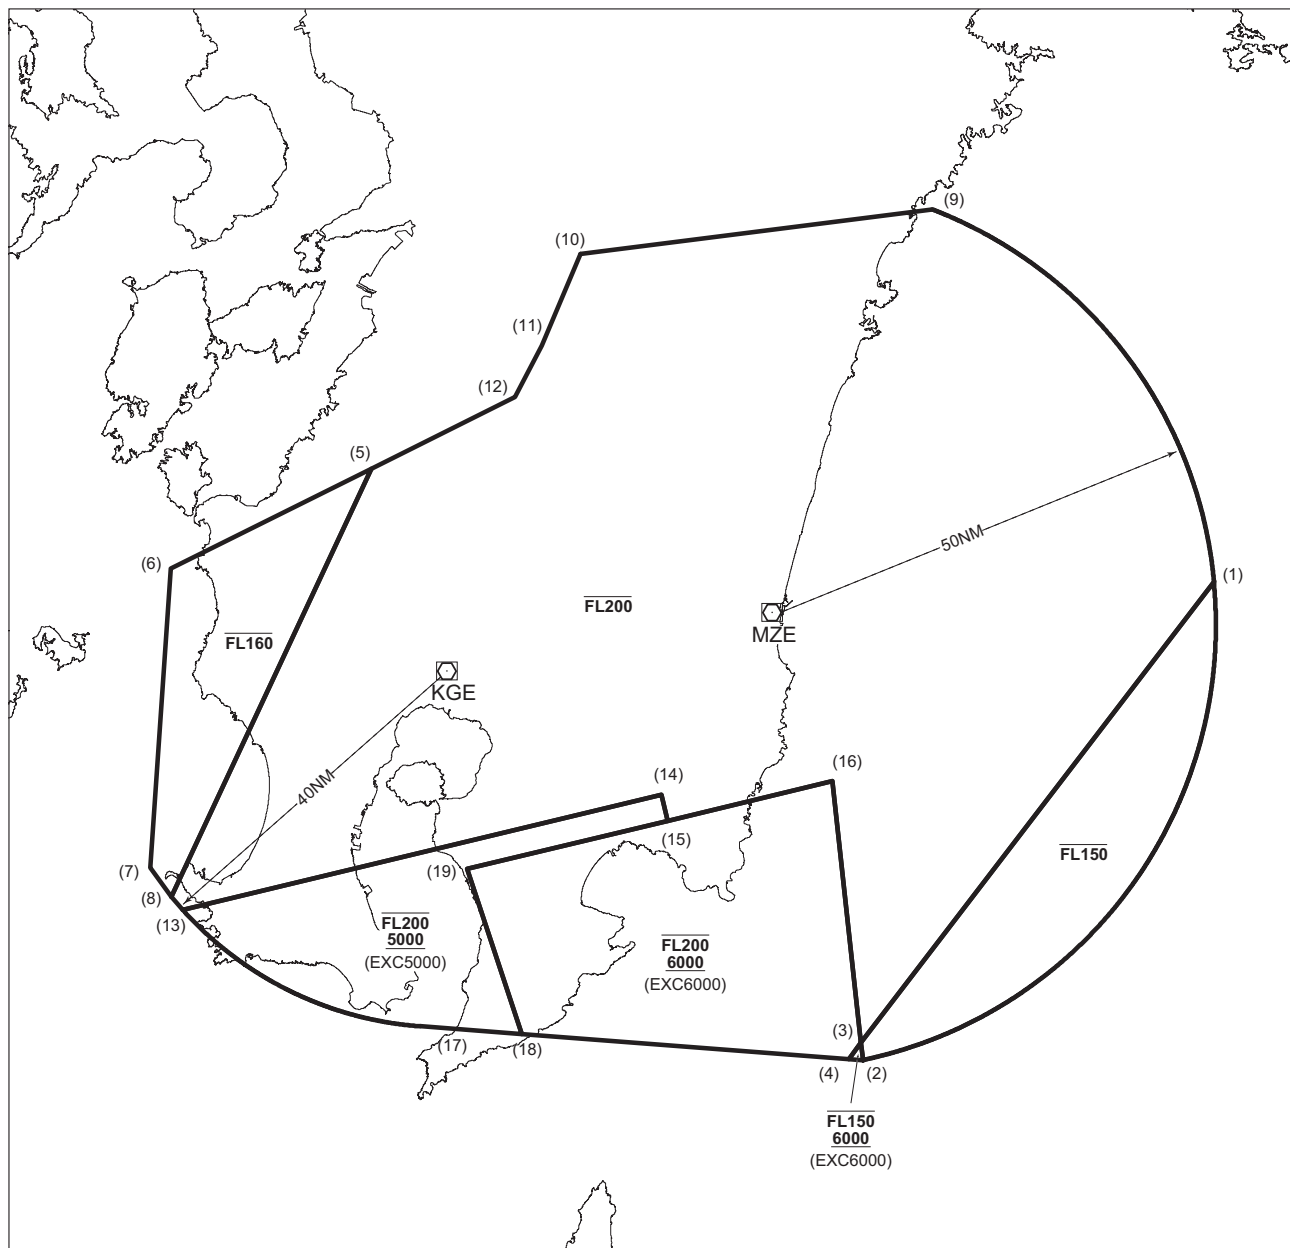 (9)
(10)
(11)
(12)
(5)
50NM
(6)
(1)
FL200
MZE
FL160
KGE
40NM
(14)
(16)
(15)
FL150
(7)
(19)
(8)
(13)
FL200
5000
(EXC5000)
FL200
6000
(EXC6000)
(3)
(17)
(18)
(4)
(2)
FL150
6000
(EXC6000)